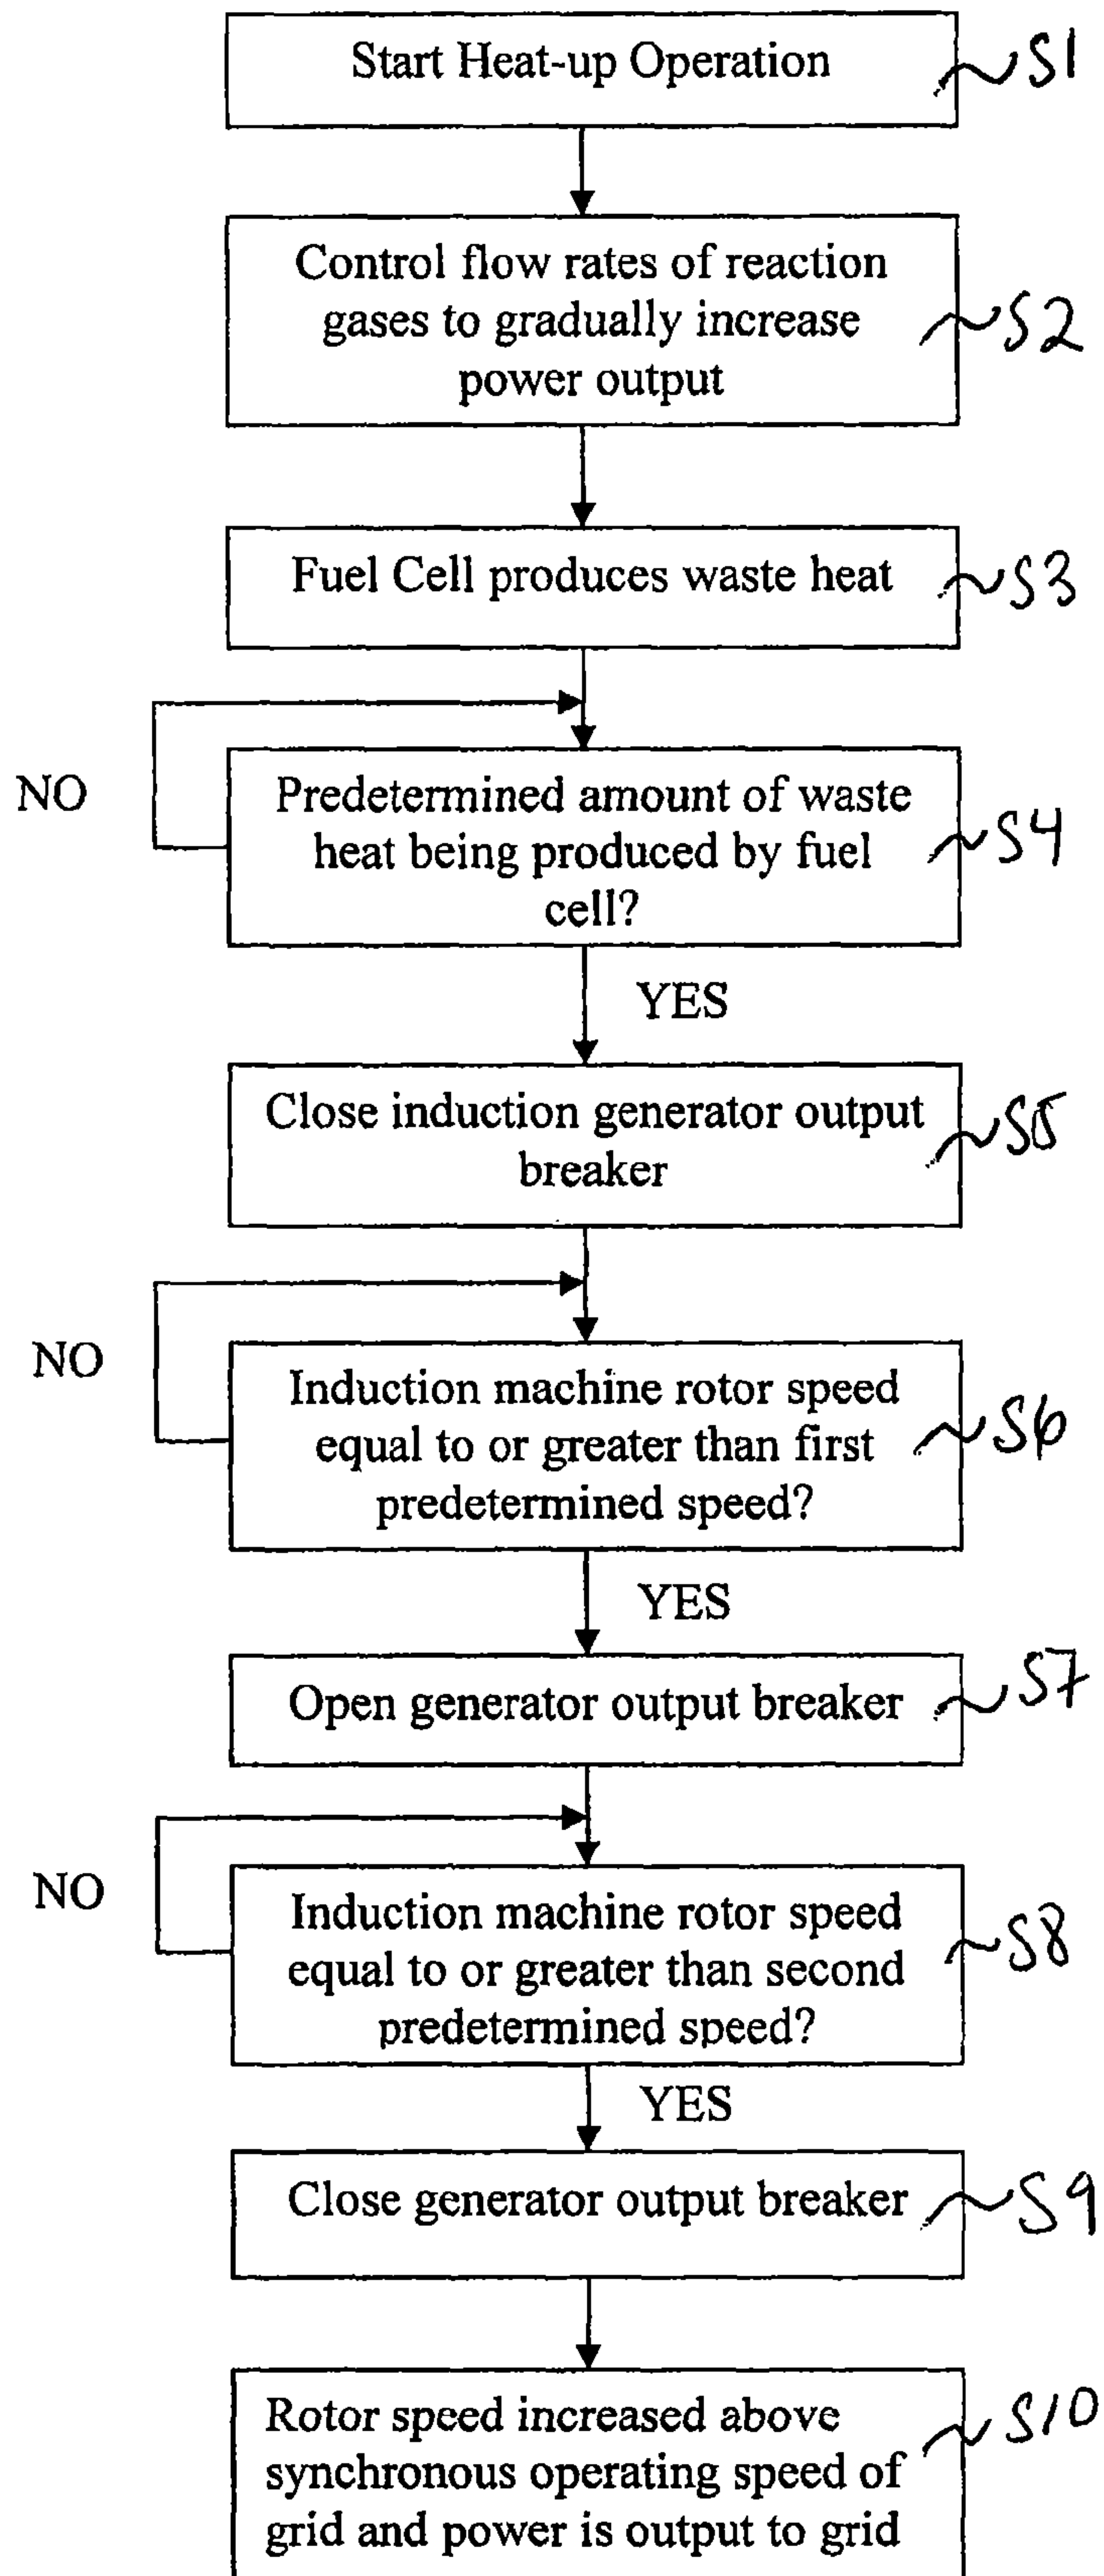 Start Heat-up Operation
S1
Control flow rates of reaction
gases to gradually increase
power output
S2
Fuel Cell produces waste heat
S3
NO
Predetermined amount of waste
heat being produced by fuel
cell?
S4
YES
Close induction generator output
breaker
S5
NO
Induction machine rotor speed
equal to or greater than first
predetermined speed?
S6
YES
Open generator output breaker
S7
NO
Induction machine rotor speed
equal to or greater than second
predetermined speed?
S8
YES
Close generator output breaker
S9
Rotor speed increased above
synchronous operating speed of
grid and power is output to grid
S10